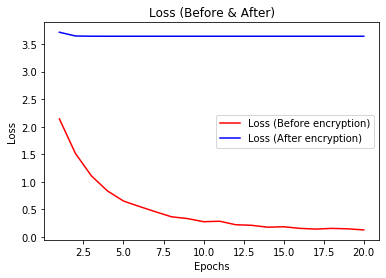 Loss (Before & After)
3.5
3.0
2.5
2.0
1.5
1.0
0.5
0.0
Loss
Loss (Before encryption)
Loss (After encryption)
2.5 5.0 7.5 10.0 12.5 15.0 17.5 20.0
Epochs